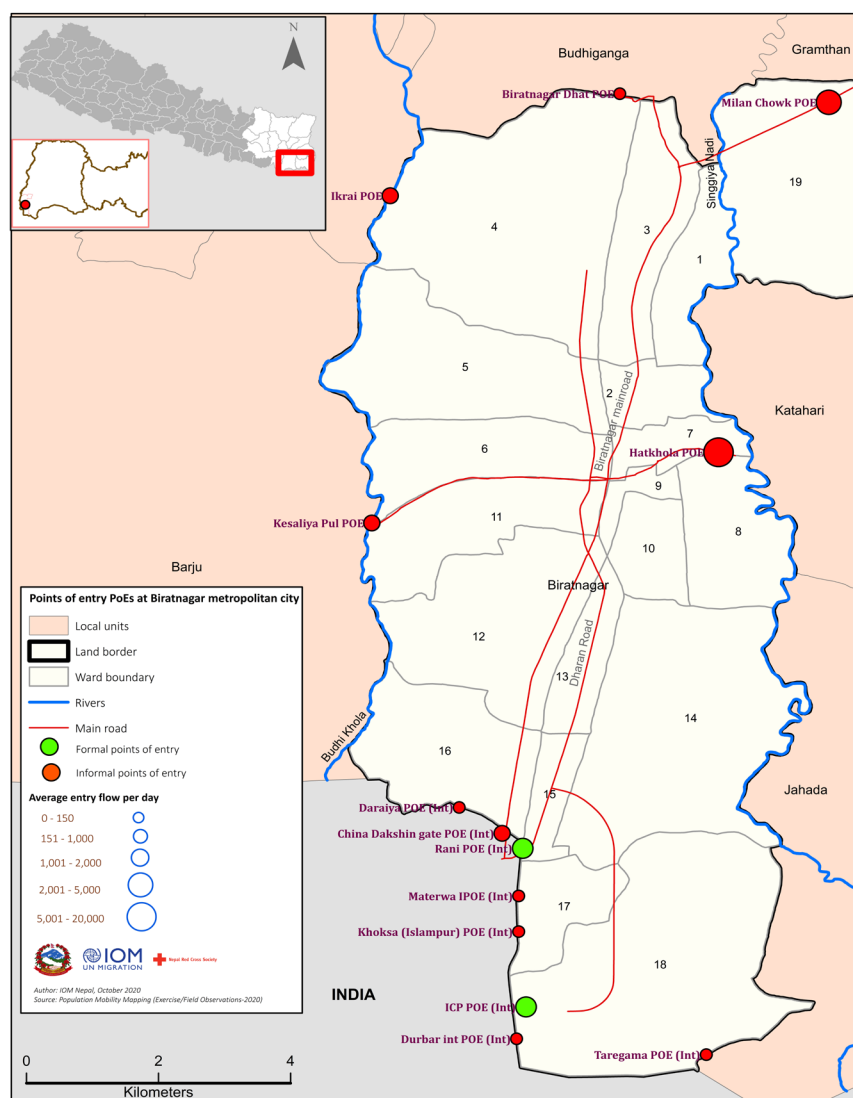 N
Budhiganga
Gramthan
Biratnagar Dhat POE
Milan Chowk POE
Singgiya Nadi
19
Ikrai POE
4
3
1
5
2
Biratnagar mainroad
Katahari
6
7
Hatkhola POE
9
11
8
Kesaliya Pul POE
10
Barju
Biratnagar
12
Dharan Road
13
14
Budhi Khola
16
Jahada
15
Daraiya POE (Int)
China Dakshin gate POE (Int)
Rani POE (Int)
Materwa IPOE (Int)
17
Khoksa (Islampur) POE (Int)
18
INDIA
ICP POE (Int)
Durbar int POE (Int)
Taregama POE (Int)
Points of entry PoEs at Biratnagar metropolitan city
Local units
Land border
Ward boundary
Rivers
Main road
Formal points of entry
Informal points of entry
Average entry flow per day
0 - 150
151 - 1,000
1,001 - 2,000
2,001 - 5,000
5,001 - 20,000
IOM
UN MIGRATION
Nepal Red Cross Society
Author: IOM Nepal, October 2020
Source: Population Mobility Mapping (Exercise/Field Observations-2020)
0 2 4
Kilometers